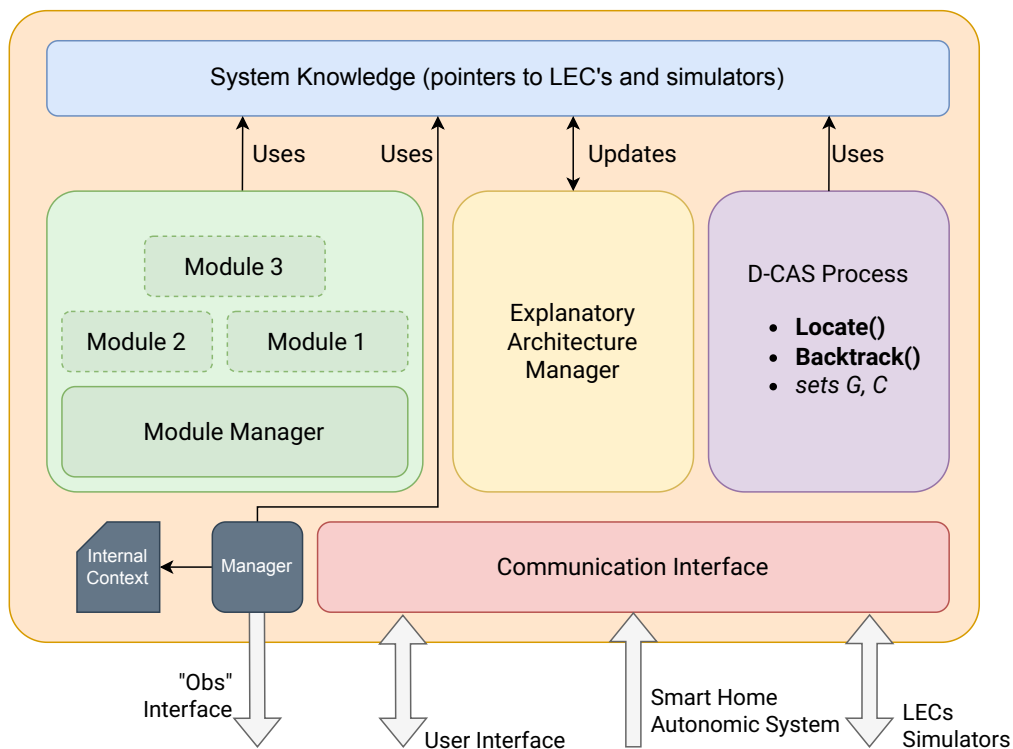 System Knowledge (pointers to LEC's and simulators)
Uses
Uses
Updates
Uses
Module 3
Module 2
Module 1
Module Manager
Explanatory
Architecture
Manager
D-CAS Process
• Locate()
• Backtrack()
• sets G, C
Internal
Context
Manager
Communication Interface
"Obs"
Interface
User Interface
Smart Home
Autonomic System
LECs
Simulators